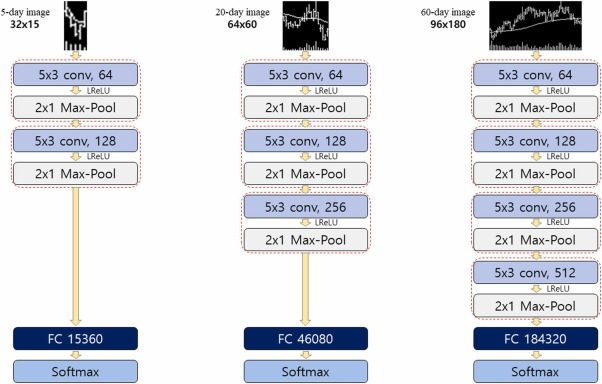 5-day image
32x15
5x3 conv, 64
LReLU
2x1 Max-Pool
5x3 conv, 128
LReLU
2x1 Max-Pool
FC 15360
Softmax
20-day image
64x60
5x3 conv, 64
LReLU
2x1 Max-Pool
5x3 conv, 128
LReLU
2x1 Max-Pool
5x3 conv, 256
LReLU
2x1 Max-Pool
FC 46080
Softmax
60-day image
96x180
5x3 conv, 64
LReLU
2x1 Max-Pool
5x3 conv, 128
LReLU
2x1 Max-Pool
5x3 conv, 256
LReLU
2x1 Max-Pool
5x3 conv, 512
LReLU
2x1 Max-Pool
FC 184320
Softmax